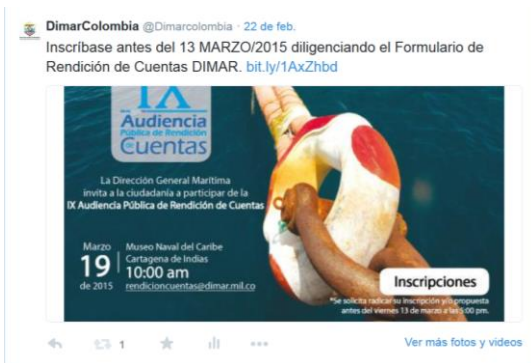 DimarColombia @Dimarcolombia · 22 de feb.
Inscríbase antes del 13 MARZO/2015 diligenciando el Formulario de
Rendición de Cuentas DIMAR. bit.ly/1AxZhbd
IX
Audiencia
Pública de Rendición
de Cuentas
La Dirección General Marítima
invita a la ciudadanía a participar de la
IX Audiencia Pública de Rendición de Cuentas
Marzo
19
de 2015
Museo Naval del Caribe
Cartagena de Indias
10:00 am
rendicioncuentas@dimar.mil.co
Inscripciones
*Se solicita radicar su inscripción y/o propuesta
antes del viernes 13 de marzo a las 5:00 pm.
1
Ver más fotos y videos